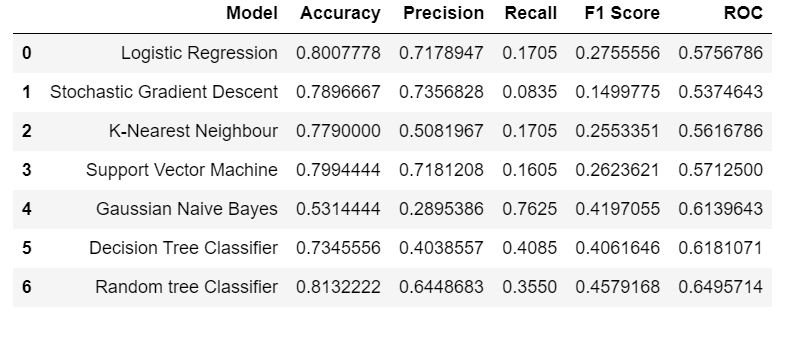 Model Accuracy Precision Recall F1 Score ROC
0 Logistic Regression 0.8007778 0.7178947 0.1705 0.2755556 0.5756786
1 Stochastic Gradient Descent 0.7896667 0.7356828 0.0835 0.1499775 0.5374643
2 K-Nearest Neighbour 0.7790000 0.5081967 0.1705 0.2553351 0.5616786
3 Support Vector Machine 0.7994444 0.7181208 0.1605 0.2623621 0.5712500
4 Gaussian Naive Bayes 0.5314444 0.2895386 0.7625 0.4197055 0.6139643
5 Decision Tree Classifier 0.7345556 0.4038557 0.4085 0.4061646 0.6181071
6 Random tree Classifier 0.8132222 0.6448683 0.3550 0.4579168 0.6495714